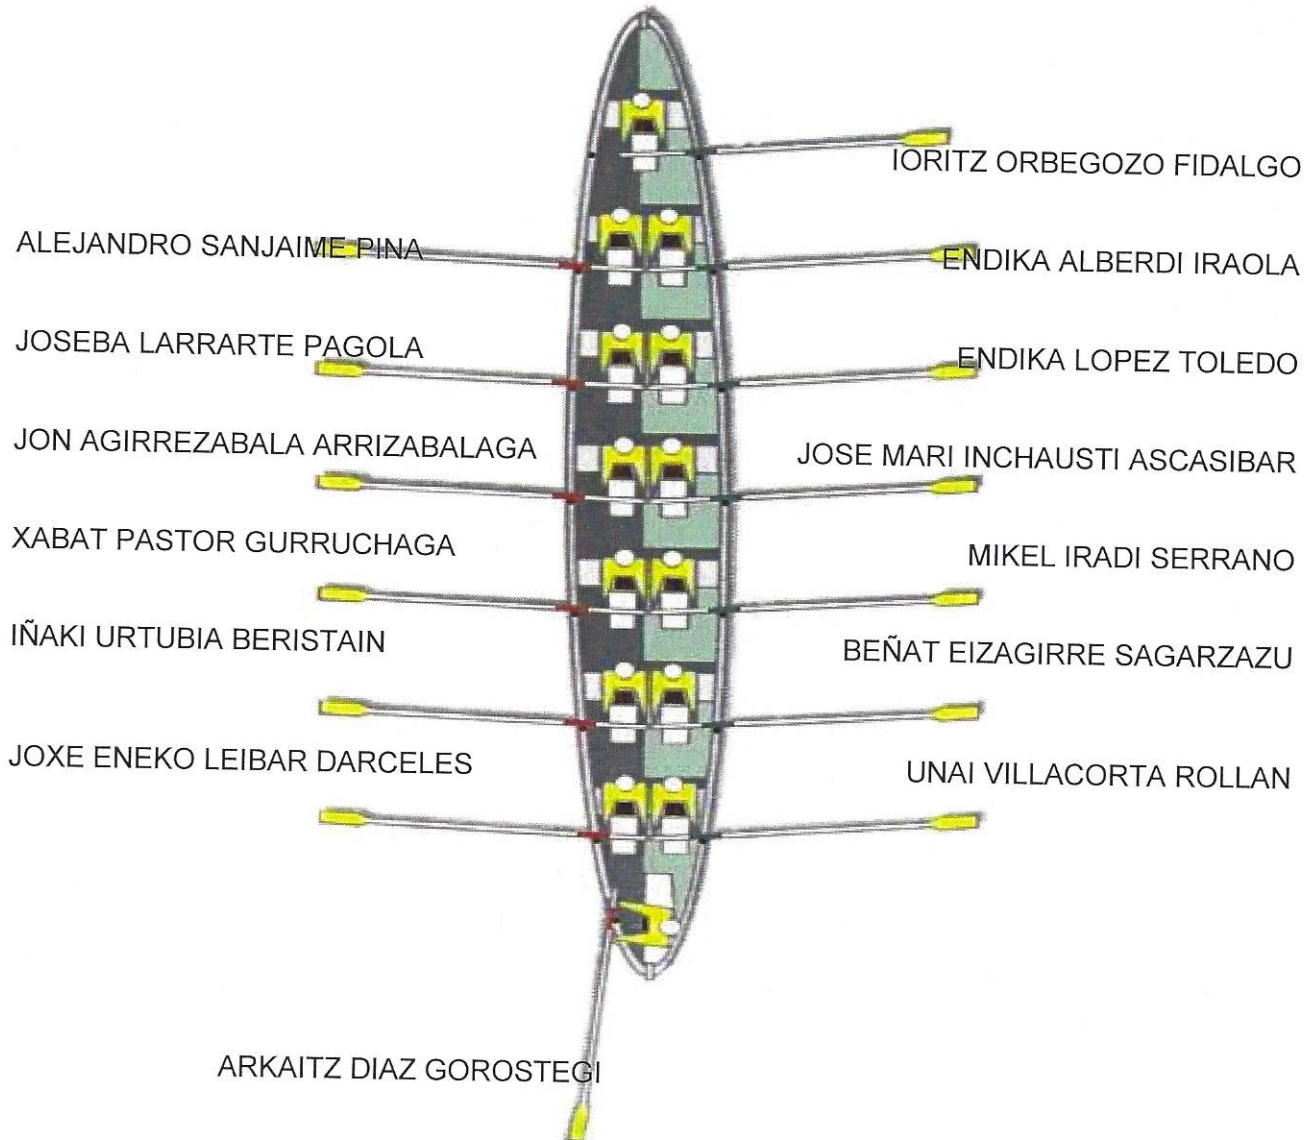 IORITZ ORBEGOZO FIDALGO
ALEJANDRO SANJAIME PINA
ENDIKA ALBERDI IRAOLA
JOSEBA LARRARTE PAGOLA
ENDIKA LOPEZ TOLEDO
JON AGIRREZABALA ARRIZABALAGA
JOSE MARI INCHAUSTI ASCASIBAR
XABAT PASTOR GURRUCHAGA
MIKEL IRADI SERRANO
IÑAKI URTUBIA BERISTAIN
BEÑAT EIZAGIRRE SAGARZAZU
JOXE ENEKO LEIBAR DARCELES
UNAI VILLACORTA ROLLAN
ARKAITZ DIAZ GOROSTEGI